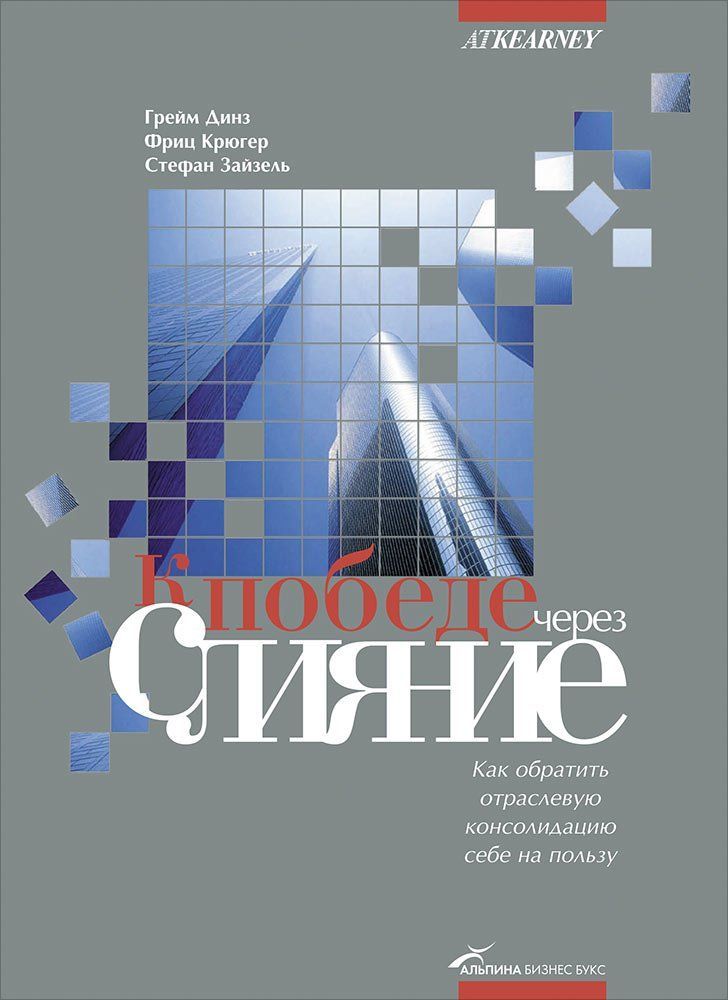 ATKEARNEY
Грейм Динз
Фриц Крюгер
Стефан Зайзель
К победе
через
Слияние
Как обратить
отраслевую
консолидацию
себе на пользу
АЛЬПИНА БИЗНЕС БУКС